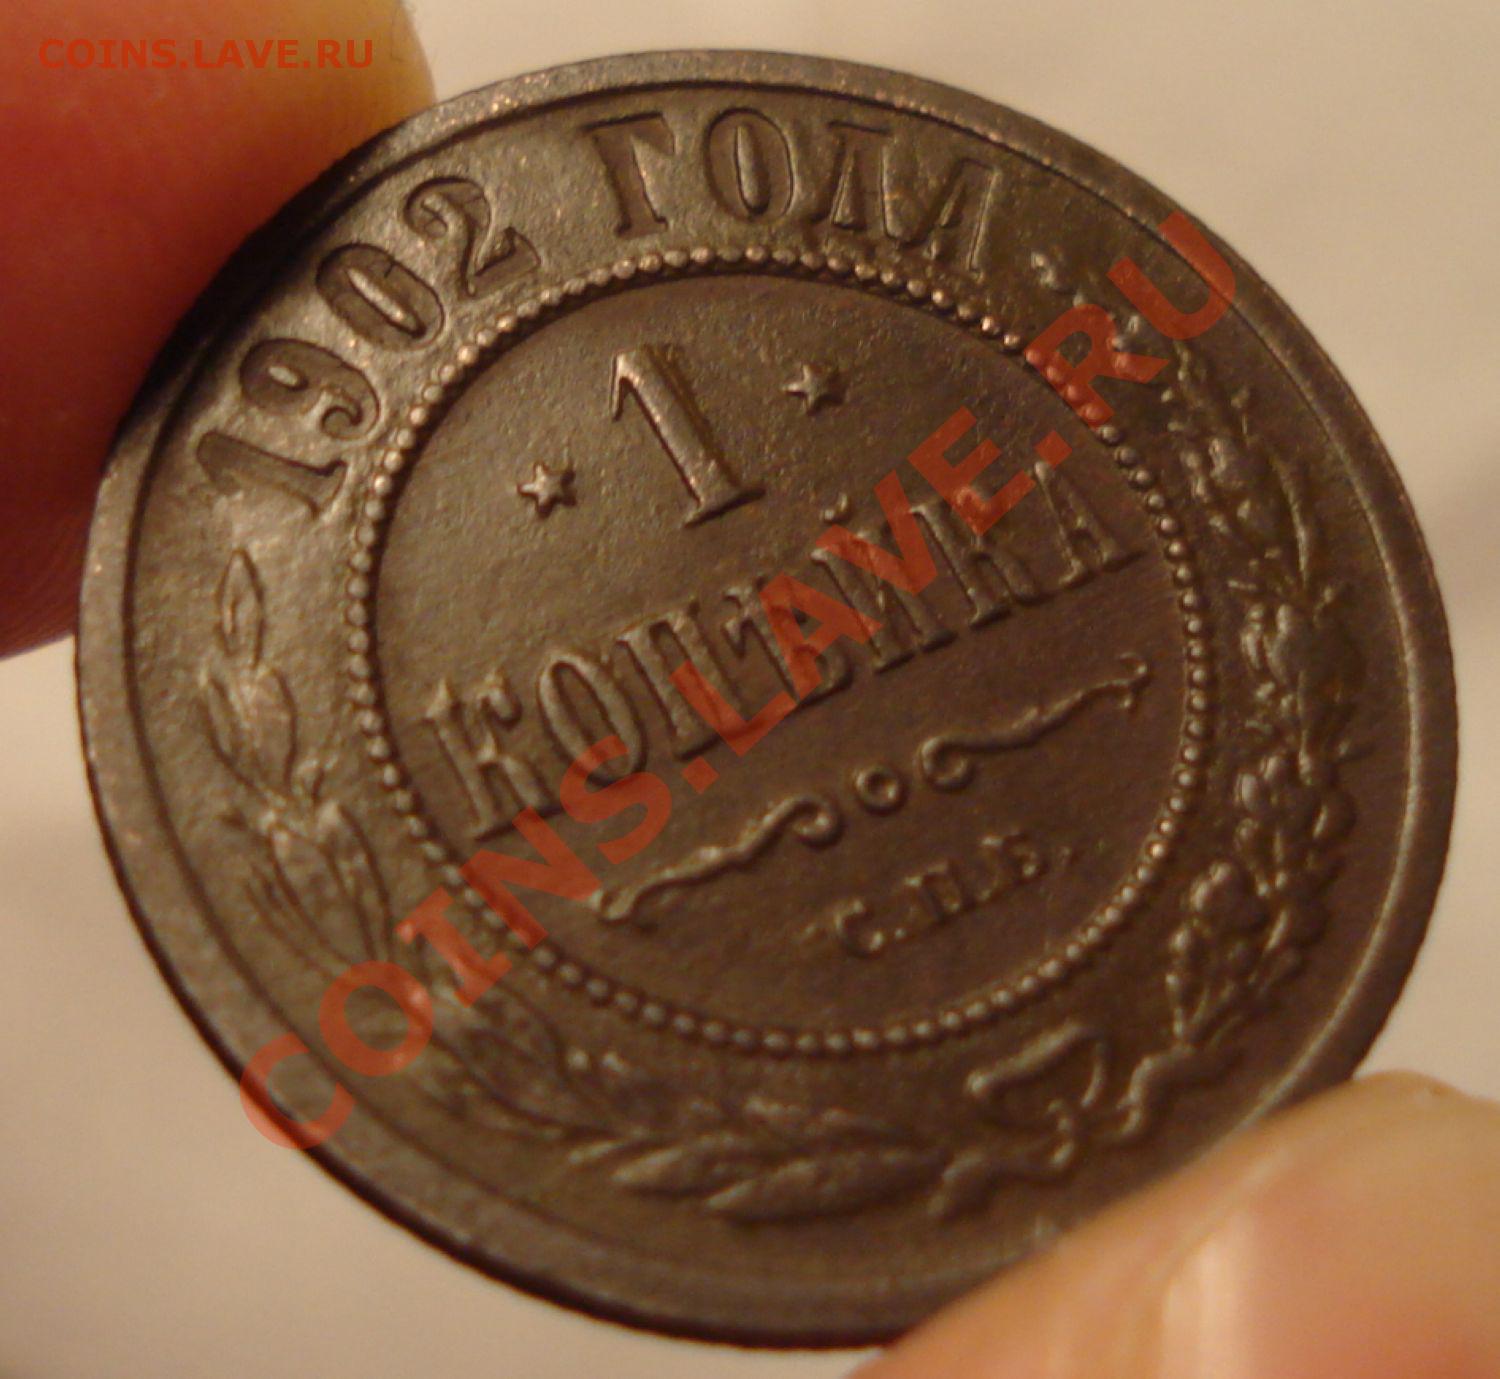 COINS.LAVE.RU
1902 ГОДА
* 1 *
КОПѢЙКА
С.П.Б.
COINS.LAVE.RU